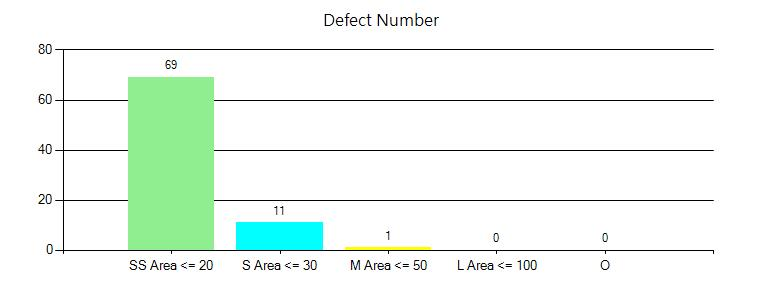 Defect Number
80
60
40
20
0
69
11
1
0
0
SS Area <= 20
S Area <= 30
M Area <= 50
L Area <= 100
O